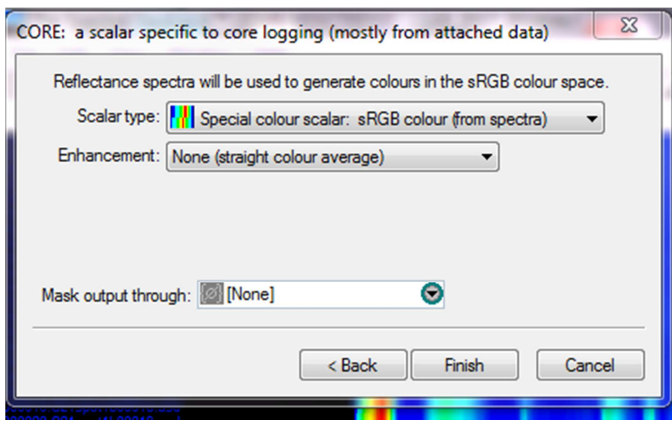 CORE: a scalar specific to core logging (mostly from attached data)
Reflectance spectra will be used to generate colours in the sRGB colour space.
Scalar type: Special colour scalar: sRGB colour (from spectra)
Enhancement: None (straight colour average)
Mask output through: [None]
< Back Finish Cancel